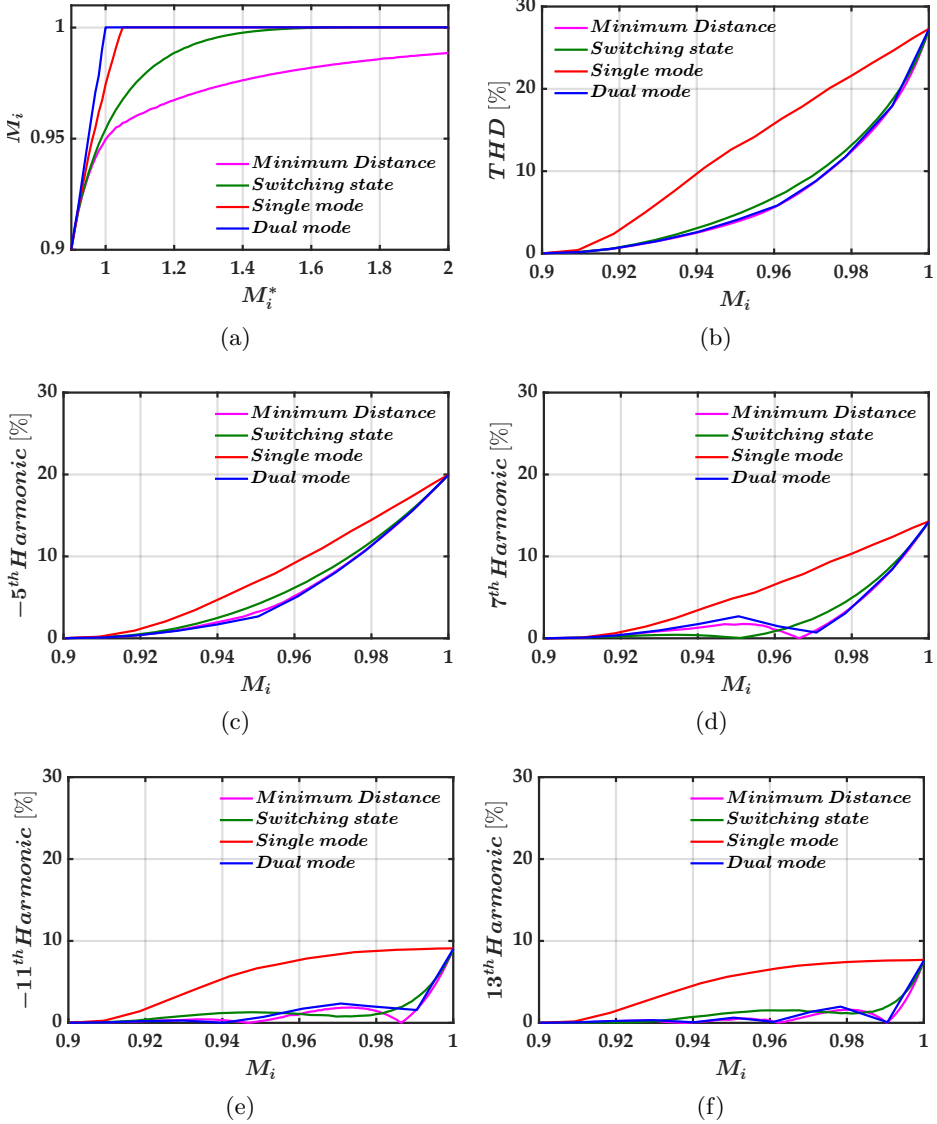 1
0.95
0.9
M_i
Minimum Distance
Switching state
Single mode
Dual mode
1 1.2 1.4 1.6 1.8 2
M_i^*
(a)
30
20
10
0
THD [%]
Minimum Distance
Switching state
Single mode
Dual mode
0.9 0.92 0.94 0.96 0.98 1
M_i
(b)
30
20
10
0
−5^{th}Harmonic [%]
Minimum Distance
Switching state
Single mode
Dual mode
0.9 0.92 0.94 0.96 0.98 1
M_i
(c)
30
20
10
0
7^{th}Harmonic [%]
Minimum Distance
Switching state
Single mode
Dual mode
0.9 0.92 0.94 0.96 0.98 1
M_i
(d)
30
20
10
0
−11^{th}Harmonic [%]
Minimum Distance
Switching state
Single mode
Dual mode
0.9 0.92 0.94 0.96 0.98 1
M_i
(e)
30
20
10
0
13^{th}Harmonic [%]
Minimum Distance
Switching state
Single mode
Dual mode
0.9 0.92 0.94 0.96 0.98 1
M_i
(f)